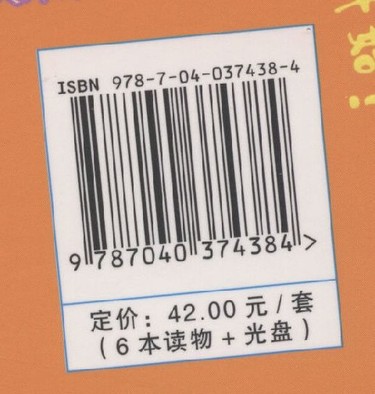 ISBN 978-7-04-037438-4
9 787040 374384 >
定价：42.00 元 / 套
（6 本读物 + 光盘）